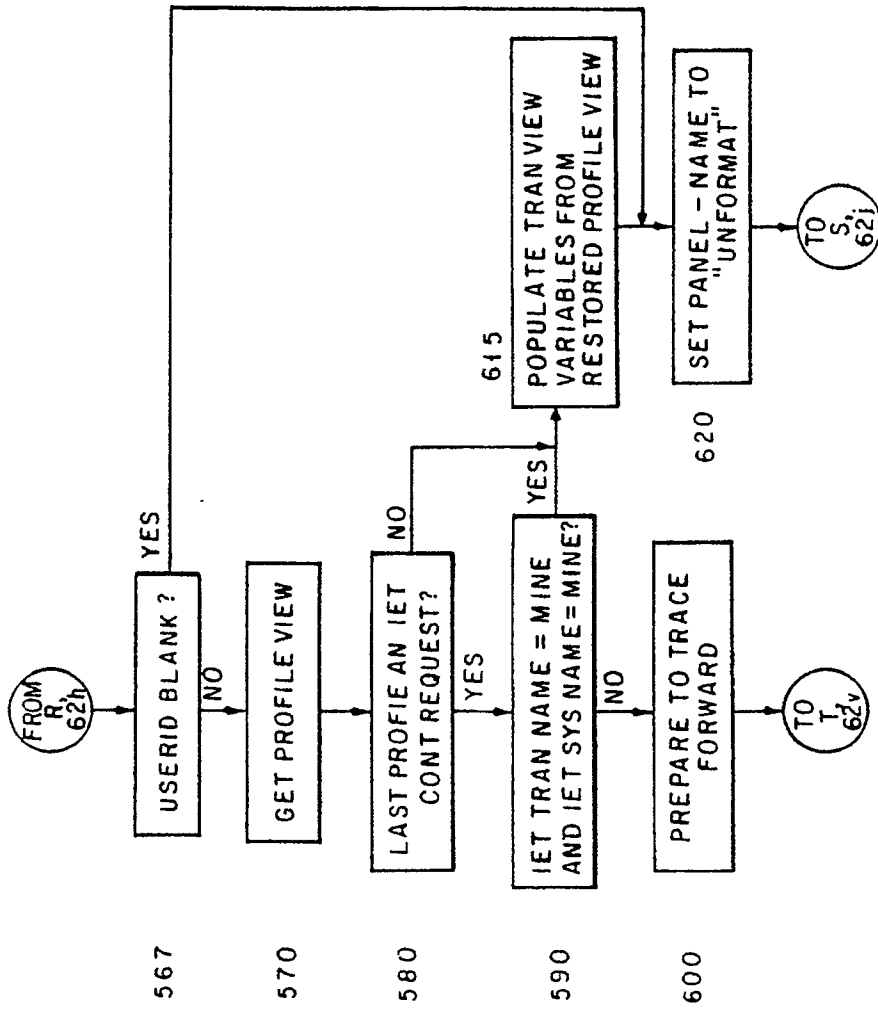 FROM
R,
62h
567
USERID BLANK ?
YES
NO
570
GET PROFILE VIEW
580
LAST PROFIE AN IET
CONT REQUEST?
NO
YES
590
IET TRAN NAME = MINE
AND IET SYS NAME=MINE?
YES
NO
615
POPULATE TRAN VIEW
VARIABLES FROM
RESTORED PROFILE VIEW
600
PREPARE TO TRACE
FORWARD
620
SET PANEL - NAME TO
"UNFORMAT"
TO
T,
62v
TO
S,
62j